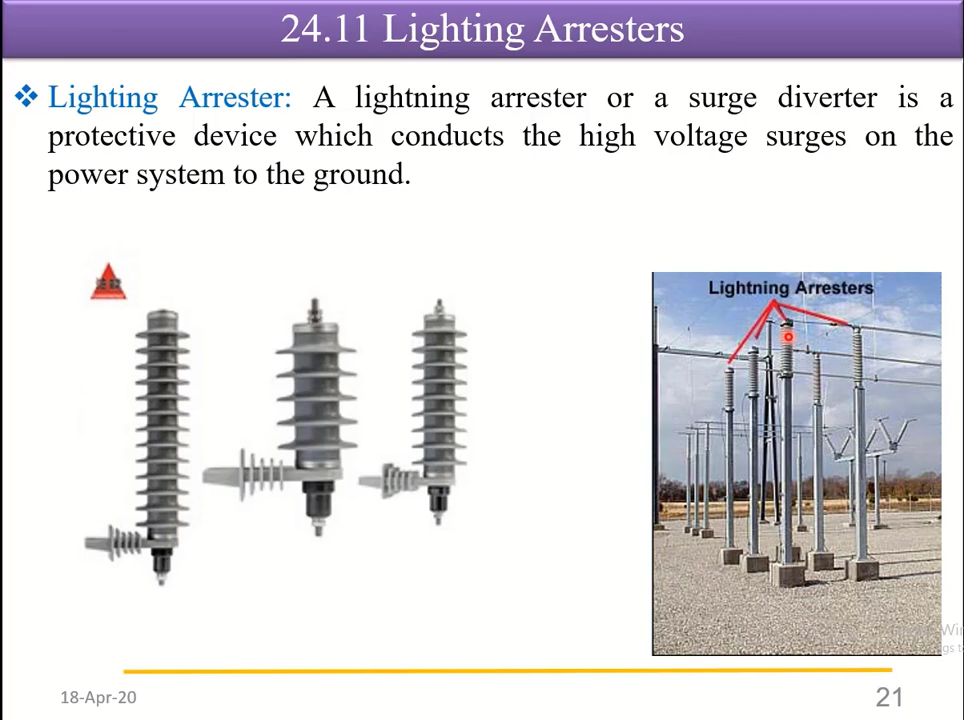 24.11 Lighting Arresters
❖ Lighting Arrester: A lightning arrester or a surge diverter is a
protective device which conducts the high voltage surges on the
power system to the ground.
Lightning Arresters
18-Apr-20
21